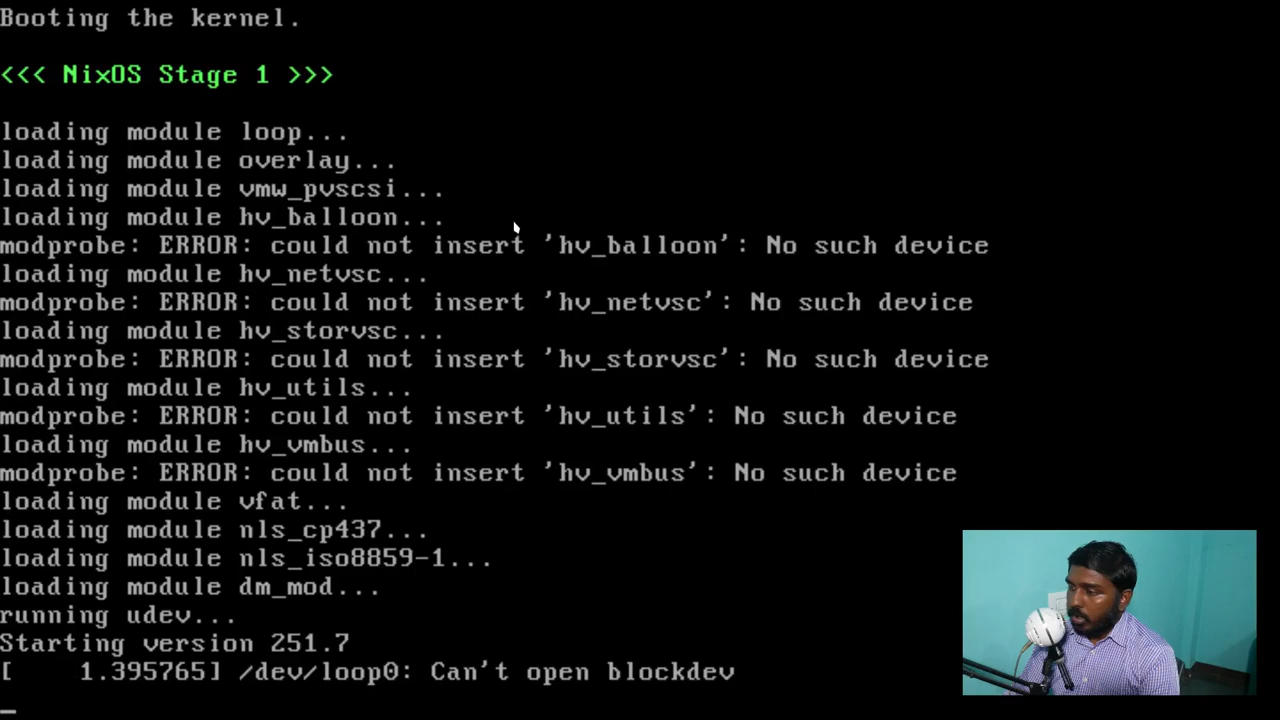 Booting the kernel.
<<< NixOS Stage 1 >>>
loading module loop...
loading module overlay...
loading module vmw_pvscsi...
loading module hv_balloon...
modprobe: ERROR: could not insert 'hv_balloon': No such device
loading module hv_netvsc...
modprobe: ERROR: could not insert 'hv_netvsc': No such device
loading module hv_storvsc...
modprobe: ERROR: could not insert 'hv_storvsc': No such device
loading module hv_utils...
modprobe: ERROR: could not insert 'hv_utils': No such device
loading module hv_vmbus...
modprobe: ERROR: could not insert 'hv_vmbus': No such device
loading module vfat...
loading module nls_cp437...
loading module nls_iso8859-1...
loading module dm_mod...
running udev...
Starting version 251.7
[    1.395765] /dev/loop0: Can't open blockdev